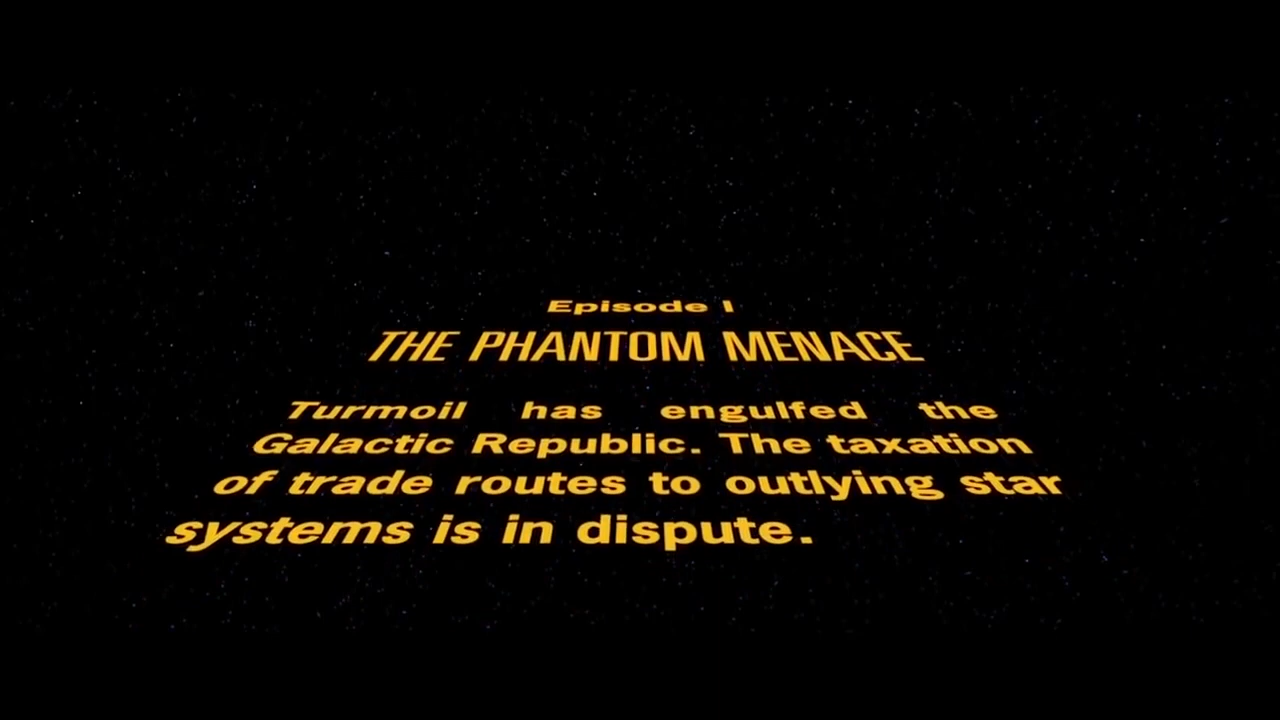 Episode I
THE PHANTOM MENACE
Turmoil has engulfed the
Galactic Republic. The taxation
of trade routes to outlying star
systems is in dispute.